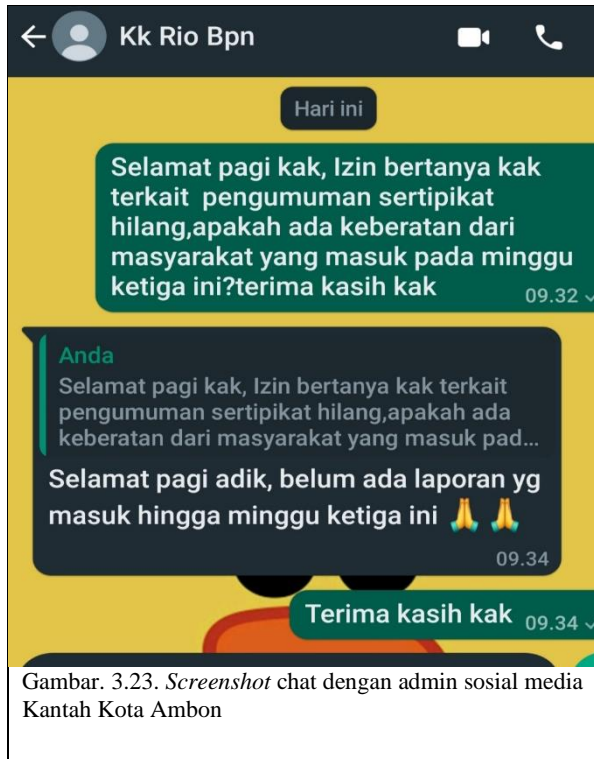 Kk Rio Bpn
Hari ini
Selamat pagi kak, Izin bertanya kak
terkait pengumuman sertipikat
hilang,apakah ada keberatan dari
masyarakat yang masuk pada minggu
ketiga ini?terima kasih kak
09.32
Anda
Selamat pagi kak, Izin bertanya kak terkait
pengumuman sertipikat hilang,apakah ada
keberatan dari masyarakat yang masuk pad...
Selamat pagi adik, belum ada laporan yg
masuk hingga minggu ketiga ini 🙏 🙏
09.34
Terima kasih kak 09.34
Gambar. 3.23. Screenshot chat dengan admin sosial media
Kantah Kota Ambon